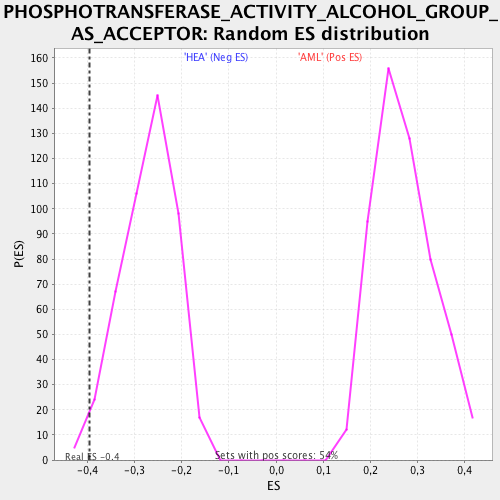 PHOSPHOTRANSFERASE_ACTIVITY_ALCOHOL_GROUP_
AS_ACCEPTOR: Random ES distribution
'HEA' (Neg ES) 'AML' (Pos ES)
160
150
140
130
120
110
100
90
80
70
60
50
40
30
20
10
0
P(ES)
Real ES -0.4 Sets with pos scores: 54%
-0,4 -0,3 -0,2 -0,1 0,0 0,1 0,2 0,3 0,4
ES